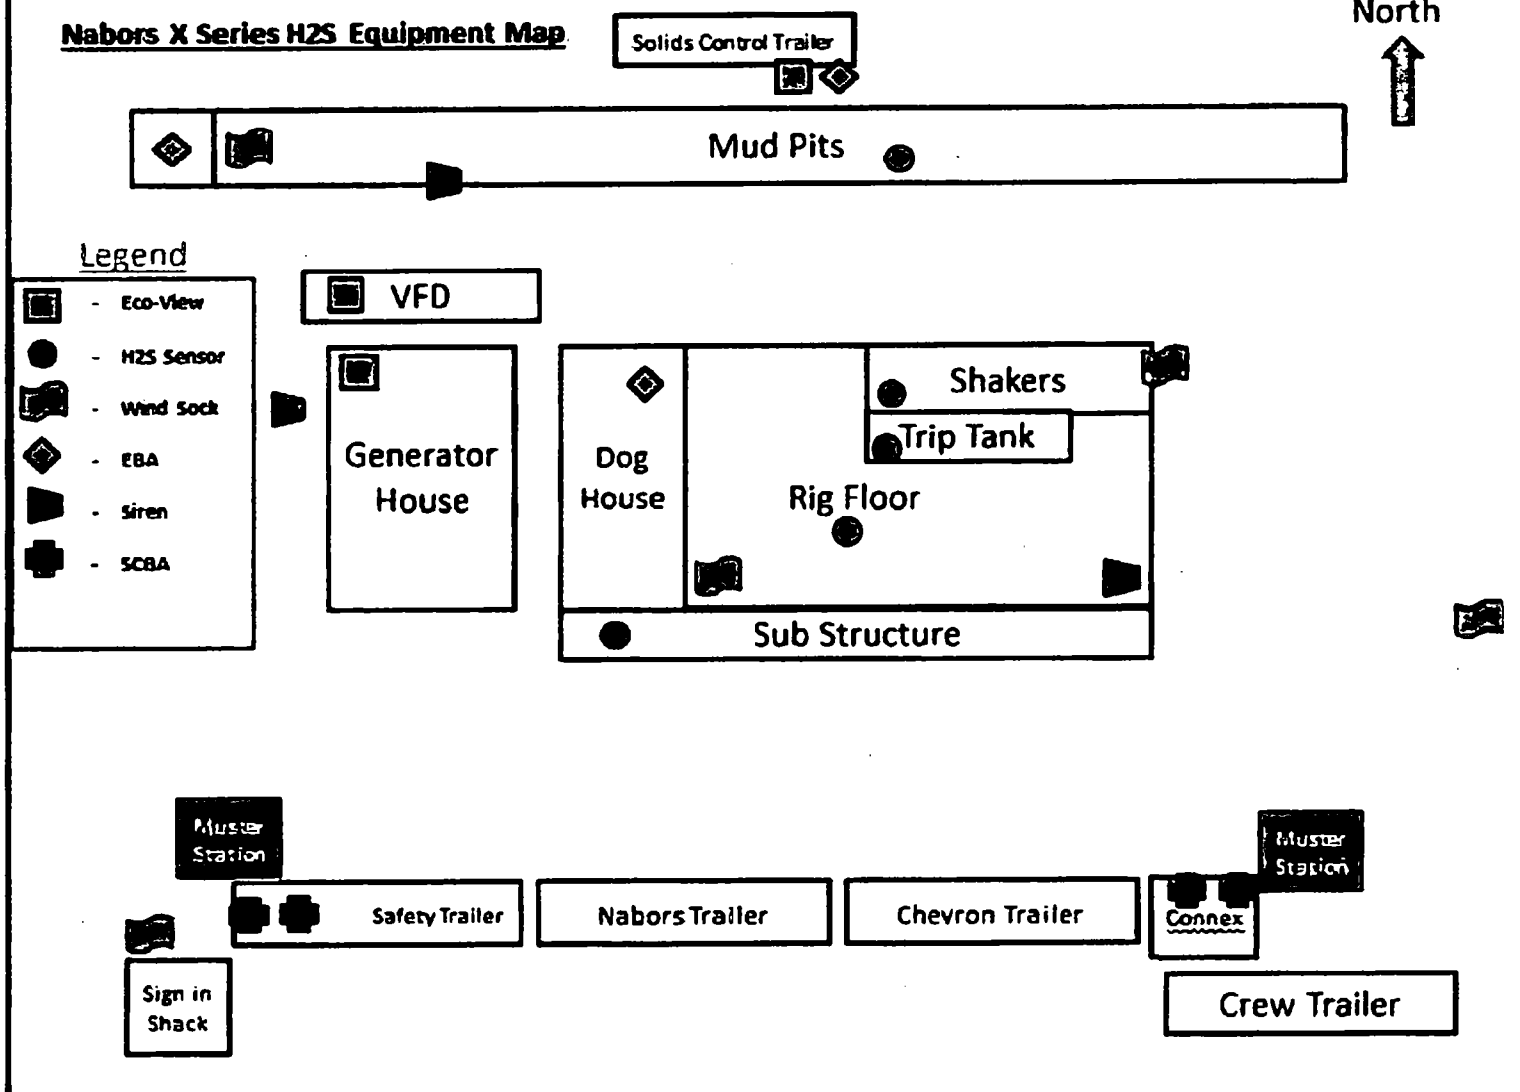 North
Nabors X Series H2S Equipment Map
Solids Control Trailer
Mud Pits
Legend
- Eco-View
- H2S Sensor
- Wind Sock
- EBA
- Siren
- SCBA
VFD
Generator
House
Dog
House
Shakers
Trip Tank
Rig Floor
Sub Structure
Muster
Station
Muster
Station
Safety Trailer
Nabors Trailer
Chevron Trailer
Connex
Sign in
Shack
Crew Trailer